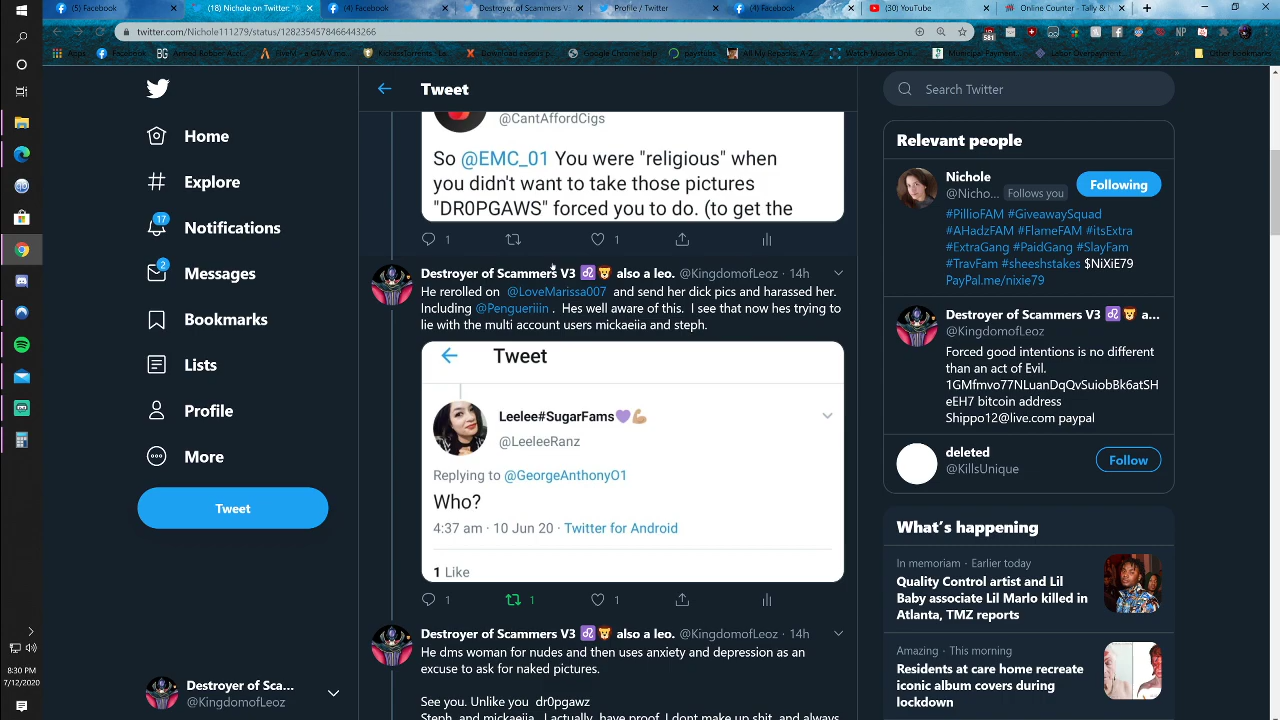 (5) Facebook
(18) Nichole on Twitter: "
(4) Facebook
Destroyer of Scammers V3
Profile / Twitter
(4) Facebook
(30) YouTube
Online Counter - Tally & N
twitter.com/Nichole111279/status/1282354876446443266
Apps
Facebook
FiveM – a GTA V mo...
Google Chrome help
paystubs
All My Repacks, A-Z
Watch Movies Onl...
Municipal Payment...
Labor Overpayment...
Other bookmarks
Home
Explore
17
Notifications
2
Messages
Bookmarks
Lists
Profile
More
Tweet
Destroyer of Sca...
@KingdomofLeoz
8:30 PM
7/12/2020
Tweet
@CantAffordCigs
So @EMC_01 You were "religious" when
you didn't want to take those pictures
"DR0PGAWS" forced you to do. (to get the
1
1
Destroyer of Scammers V3 ♌🦁 also a leo. @KingdomofLeoz · 14h
He rerolled on @LoveMarissa007 and send her dick pics and harassed her.
Including @Pengueriiin . Hes well aware of this. I see that now hes trying to
lie with the multi account users mickaeiia and steph.
Tweet
Leelee#SugarFams💜💪🏼
@LeeleeRanz
Replying to @GeorgeAnthonyO1
Who?
4:37 am · 10 Jun 20 · Twitter for Android
1 Like
1
1
1
Destroyer of Scammers V3 ♌🦁 also a leo. @KingdomofLeoz · 14h
He dms woman for nudes and then uses anxiety and depression as an
excuse to ask for naked pictures.
See you. Unlike you dr0pgawz
Steph and mickaeiia. I actually have proof. I dont make up shit and always
Search Twitter
Relevant people
Nichole
@Nicho... Follows you
Following
#PillioFAM #GiveawaySquad
#AHadzFAM #FlameFAM #itsExtra
#ExtraGang #PaidGang #SlayFam
#TravFam #sheeshstakes $NiXiE79
PayPal.me/nixie79
Destroyer of Scammers V3 ♌🦁 a...
@KingdomofLeoz
Forced good intentions is no different
than an act of Evil.
1GMfmvo77NLuanDqQvSuiobBk6atSH
eEH7 bitcoin address
Shippo12@live.com paypal
deleted
@KillsUnique
Follow
What's happening
In memoriam · Earlier today
Quality Control artist and Lil
Baby associate Lil Marlo killed in
Atlanta, TMZ reports
Amazing · This morning
Residents at care home recreate
iconic album covers during
lockdown